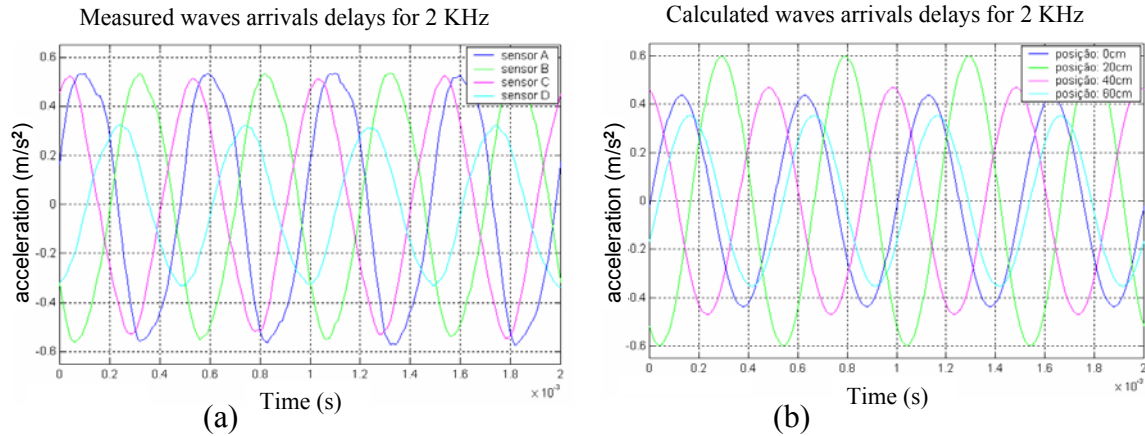 Measured waves arrivals delays for 2 KHz
acceleration (m/s²)
0.6
0.4
0.2
0
-0.2
-0.4
-0.6
sensor A
sensor B
sensor C
sensor D
0 0.2 0.4 0.6 0.8 1 1.2 1.4 1.6 1.8 2
x 10⁻³
Time (s)
(a)
Calculated waves arrivals delays for 2 KHz
acceleration (m/s²)
0.6
0.4
0.2
0
-0.2
-0.4
-0.6
posição: 0cm
posição: 20cm
posição: 40cm
posição: 60cm
0 0.2 0.4 0.6 0.8 1 1.2 1.4 1.6 1.8 2
x 10⁻³
Time (s)
(b)